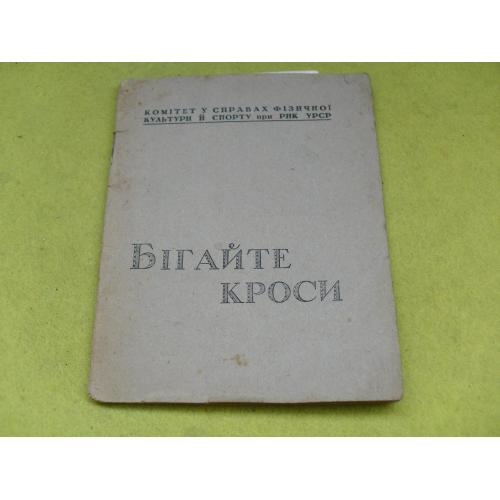 КОМІТЕТ У СПРАВАХ ФІЗИЧНОЇ
КУЛЬТУРИ Й СПОРТУ при РНК УРСР
БІГАЙТЕ
КРОСИ